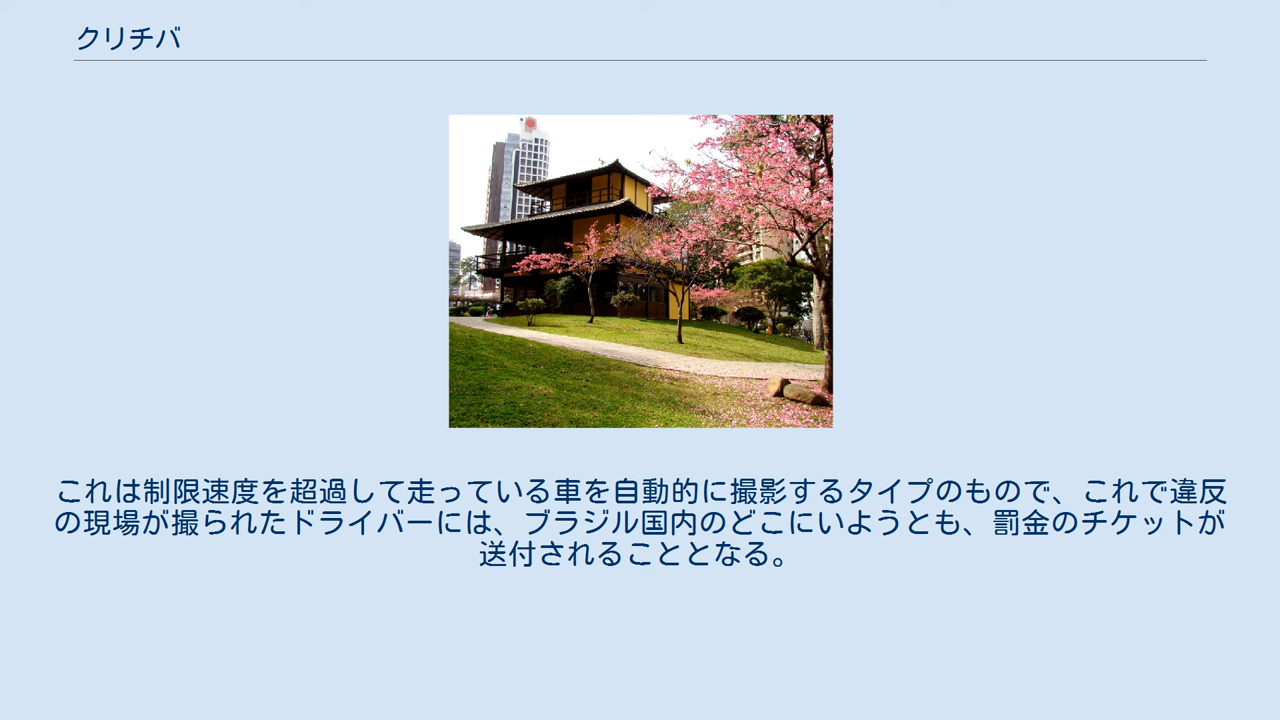 クリチバ
これは制限速度を超過して走っている車を自動的に撮影するタイプのもので、これで違反
の現場が撮られたドライバーには、ブラジル国内のどこにいようとも、罰金のチケットが
送付されることとなる。